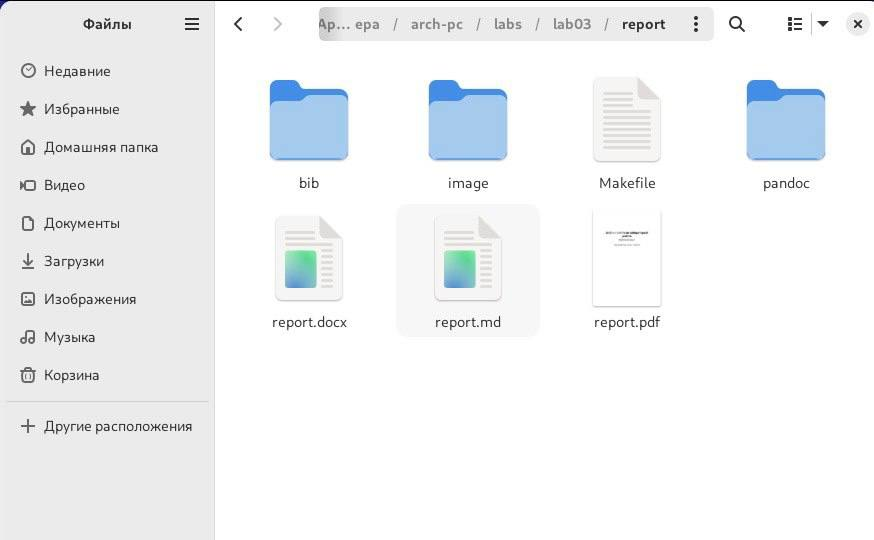 Файлы
Ар... ера / arch-pc / labs / lab03 / report
Недавние
Избранные
Домашняя папка
Видео
Документы
Загрузки
Изображения
Музыка
Корзина
Другие расположения
bib
image
Makefile
pandoc
report.docx
report.md
report.pdf